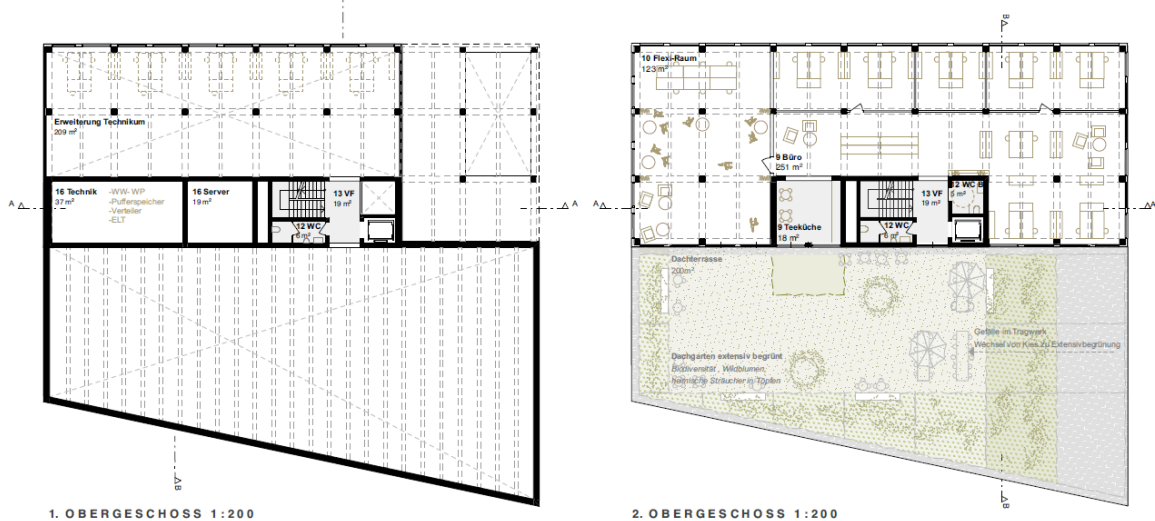 B
10 Flexi-Raum
123 m²
Erweiterung Technikum
209 m²
9 Büro
251 m²
16 Technik
37 m²
-WW- WP
-Pufferspeicher
-Verteiler
-ELT
16 Server
19 m²
13 VF
19 m²
12 WC
6 m²
A
A
13 VF
19 m²
12 WC B
5 m²
12 WC
6 m²
9 Teeküche
18 m²
A
A
Dachterrasse
200m²
Gefälle im Tragwerk
Wechsel von Kies zu Extensivbegrünung
Dachgarten extensiv begrünt
Biodiversität , Wildblumen,
heimische Sträucher in Töpfen
B
B
1. OBERGESCHOSS 1:200
2. OBERGESCHOSS 1:200